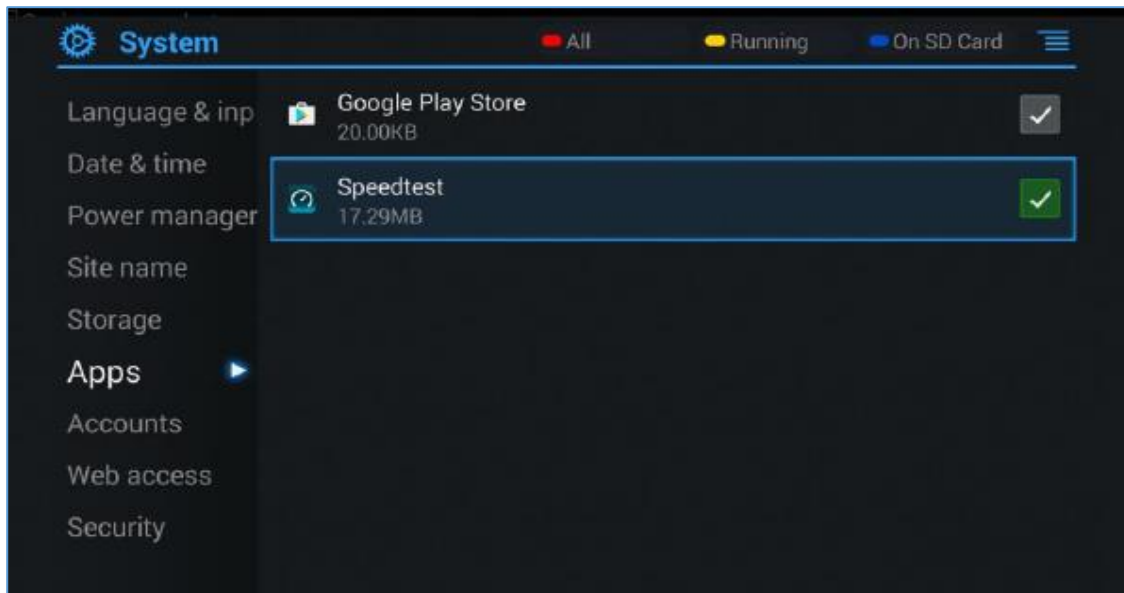 System
All
Running
On SD Card
Language & inp
Date & time
Power manager
Site name
Storage
Apps
Accounts
Web access
Security
Google Play Store
20.00KB
Speedtest
17.29MB